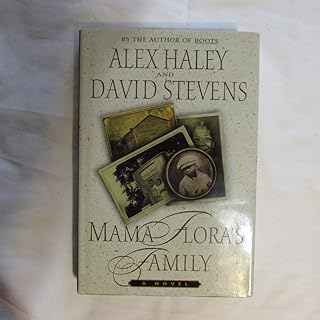 BY THE AUTHOR OF ROOTS
ALEX HALEY
AND
DAVID STEVENS
MAMA FLORA'S
FAMILY
A NOVEL